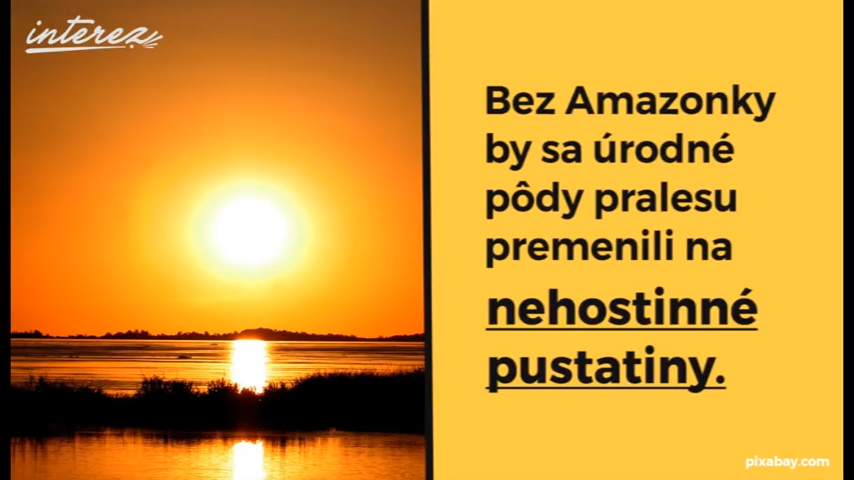 interez
Bez Amazonky
by sa úrodné
pôdy pralesu
premenili na
nehostinné
pustatiny.
pixabay.com